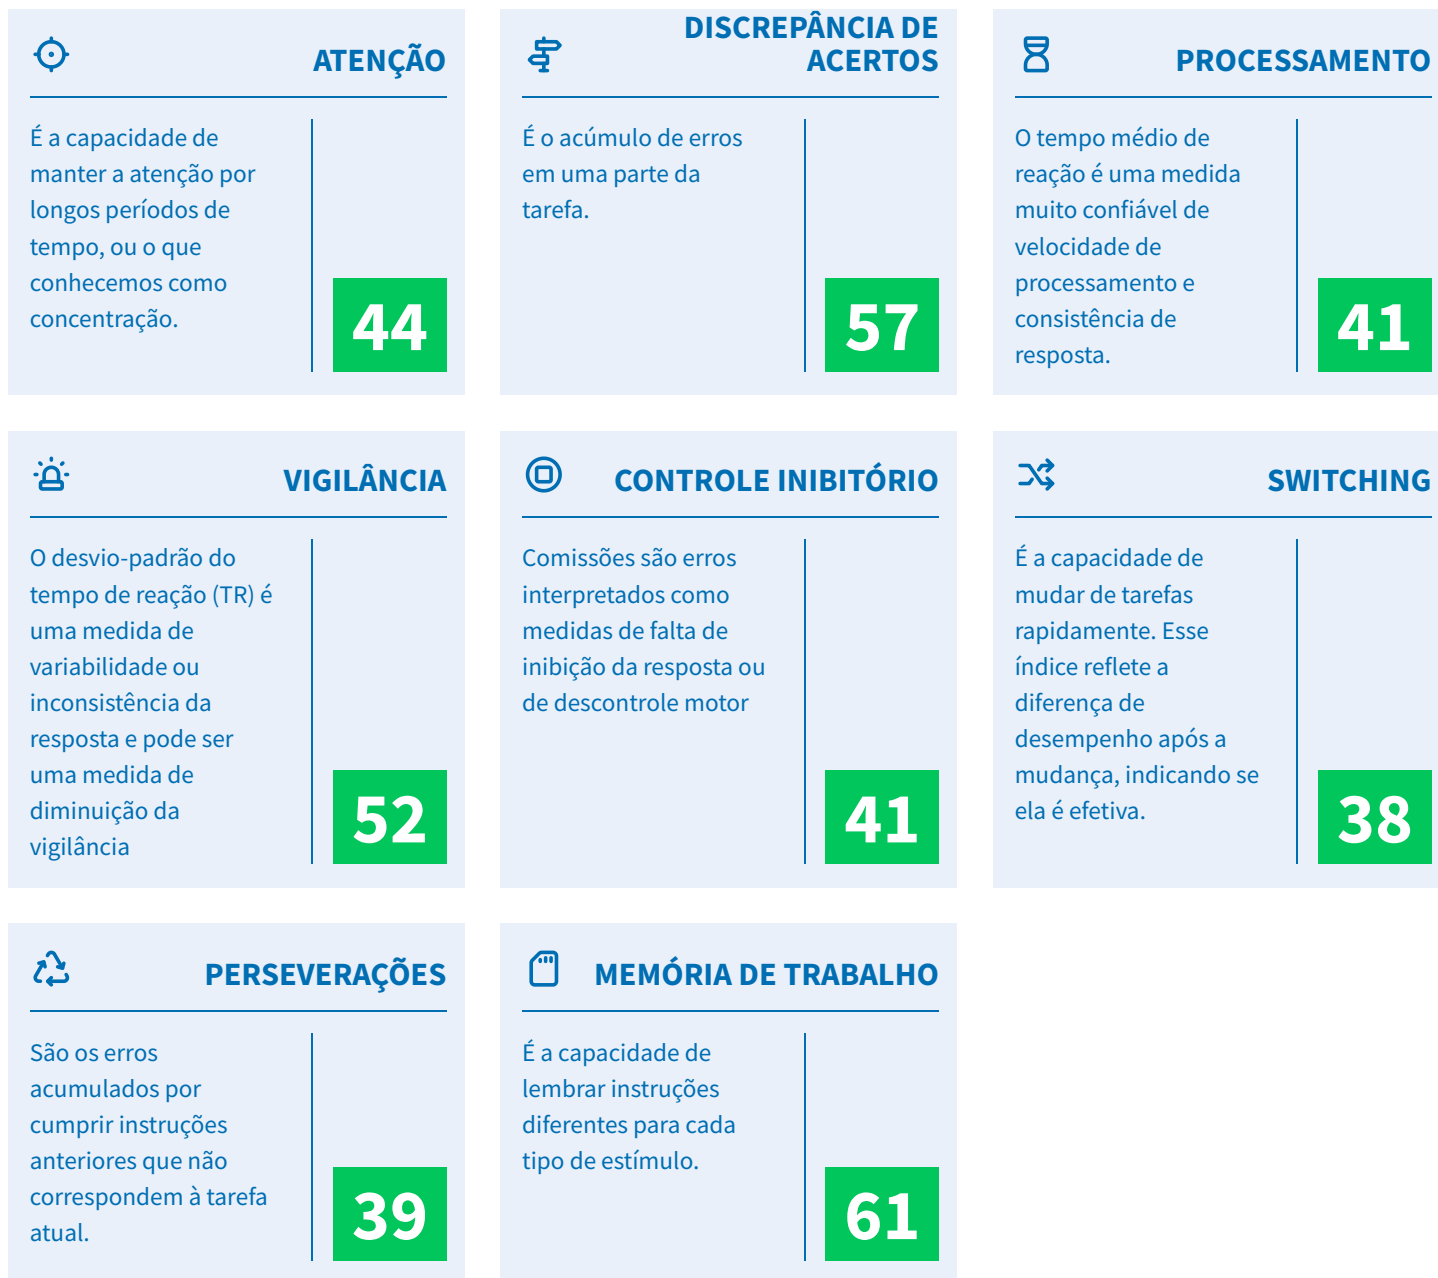 ATENÇÃO
É a capacidade de
manter a atenção por
longos períodos de
tempo, ou o que
conhecemos como
concentração.
44
DISCREPÂNCIA DE
ACERTOS
É o acúmulo de erros
em uma parte da
tarefa.
57
PROCESSAMENTO
O tempo médio de
reação é uma medida
muito confiável de
velocidade de
processamento e
consistência de
resposta.
41
VIGILÂNCIA
O desvio-padrão do
tempo de reação (TR) é
uma medida de
variabilidade ou
inconsistência da
resposta e pode ser
uma medida de
diminuição da
vigilância
52
CONTROLE INIBITÓRIO
Comissões são erros
interpretados como
medidas de falta de
inibição da resposta ou
de descontrole motor
41
SWITCHING
É a capacidade de
mudar de tarefas
rapidamente. Esse
índice reflete a
diferença de
desempenho após a
mudança, indicando se
ela é efetiva.
38
PERSEVERAÇÕES
São os erros
acumulados por
cumprir instruções
anteriores que não
correspondem à tarefa
atual.
39
MEMÓRIA DE TRABALHO
É a capacidade de
lembrar instruções
diferentes para cada
tipo de estímulo.
61